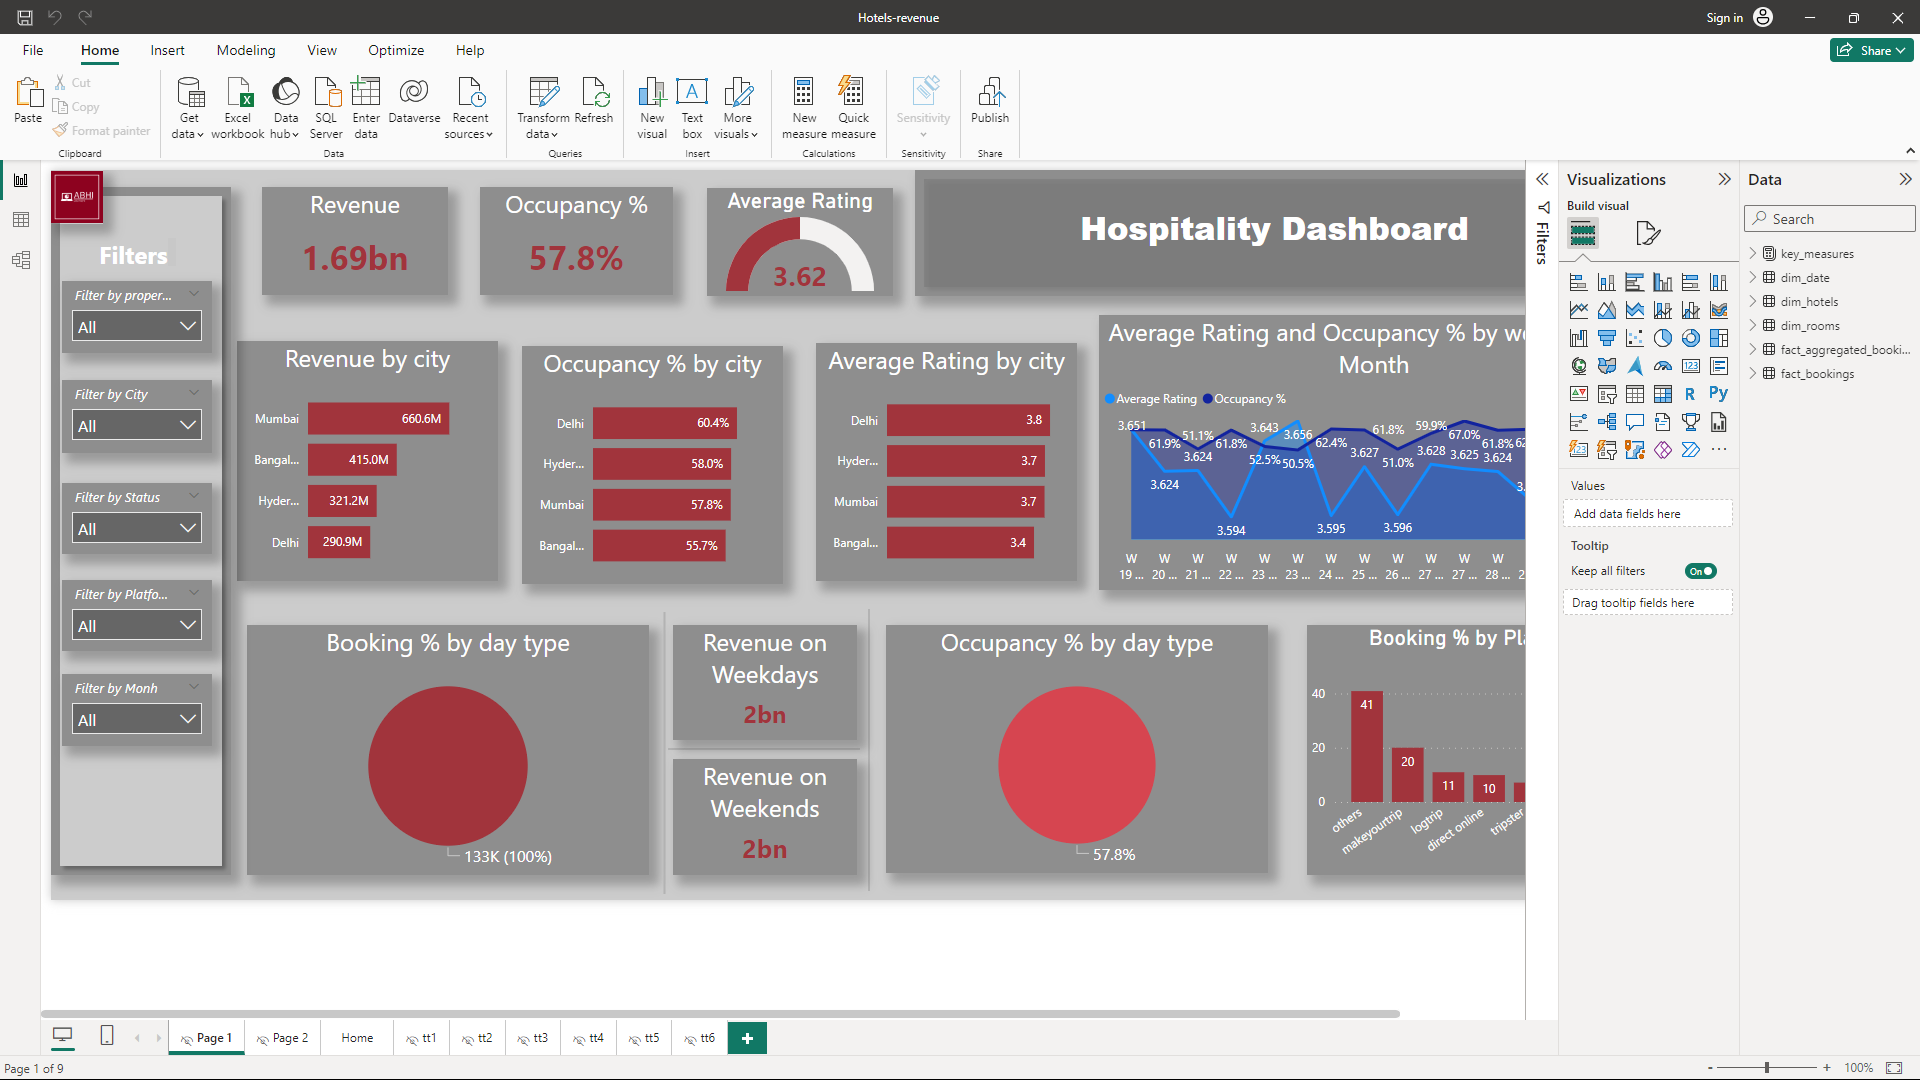 Hotels-revenue
Sign in
File
Home
Insert
Modeling
View
Optimize
Help
Share
Paste
Cut
Copy
Format painter
Get data
Excel workbook
Data hub
SQL Server
Enter data
Dataverse
Recent sources
Transform data
Refresh
New visual
Text box
More visuals
New measure
Quick measure
Sensitivity
Publish
Clipboard
Data
Queries
Insert
Calculations
Sensitivity
Share
ABHI
Filters
Filter by proper...
All
Filter by City
All
Filter by Status
All
Filter by Platfo...
All
Filter by Monh
All
Revenue
1.69bn
Occupancy %
57.8%
Average Rating
3.62
Hospitality Dashboard
Revenue by city
Mumbai 660.6M
Bangal... 415.0M
Hyder... 321.2M
Delhi 290.9M
Occupancy % by city
Delhi 60.4%
Hyder... 58.0%
Mumbai 57.8%
Bangal... 55.7%
Average Rating by city
Delhi 3.8
Hyder... 3.7
Mumbai 3.7
Bangal... 3.4
Average Rating and Occupancy % by we
Month
Average Rating Occupancy %
3.651 61.9% 3.624 51.1% 3.624 61.8% 3.594 3.643 52.5% 3.656 50.5% 62.4% 3.595 3.627 61.8% 51.0% 3.596 59.9% 3.628 67.0% 3.625 61.8% 3.624 62 3.
W W W W W W W W W W W W
19 ... 20 ... 21 ... 22 ... 23 ... 23 ... 24 ... 25 ... 26 ... 27 ... 27 ... 28 ... 2
Booking % by day type
133K (100%)
Revenue on
Weekdays
2bn
Revenue on
Weekends
2bn
Occupancy % by day type
57.8%
Booking % by Pla
40
20
0
41
20
11
10
others
makeyourtrip
logtrip
direct online
tripster
Filters
Visualizations
Build visual
R
Py
123
Values
Add data fields here
Tooltip
Keep all filters
On
Drag tooltip fields here
Data
Search
key_measures
dim_date
dim_hotels
dim_rooms
fact_aggregated_booki...
fact_bookings
Page 1
Page 2
Home
tt1
tt2
tt3
tt4
tt5
tt6
+
Page 1 of 9
- + 100%